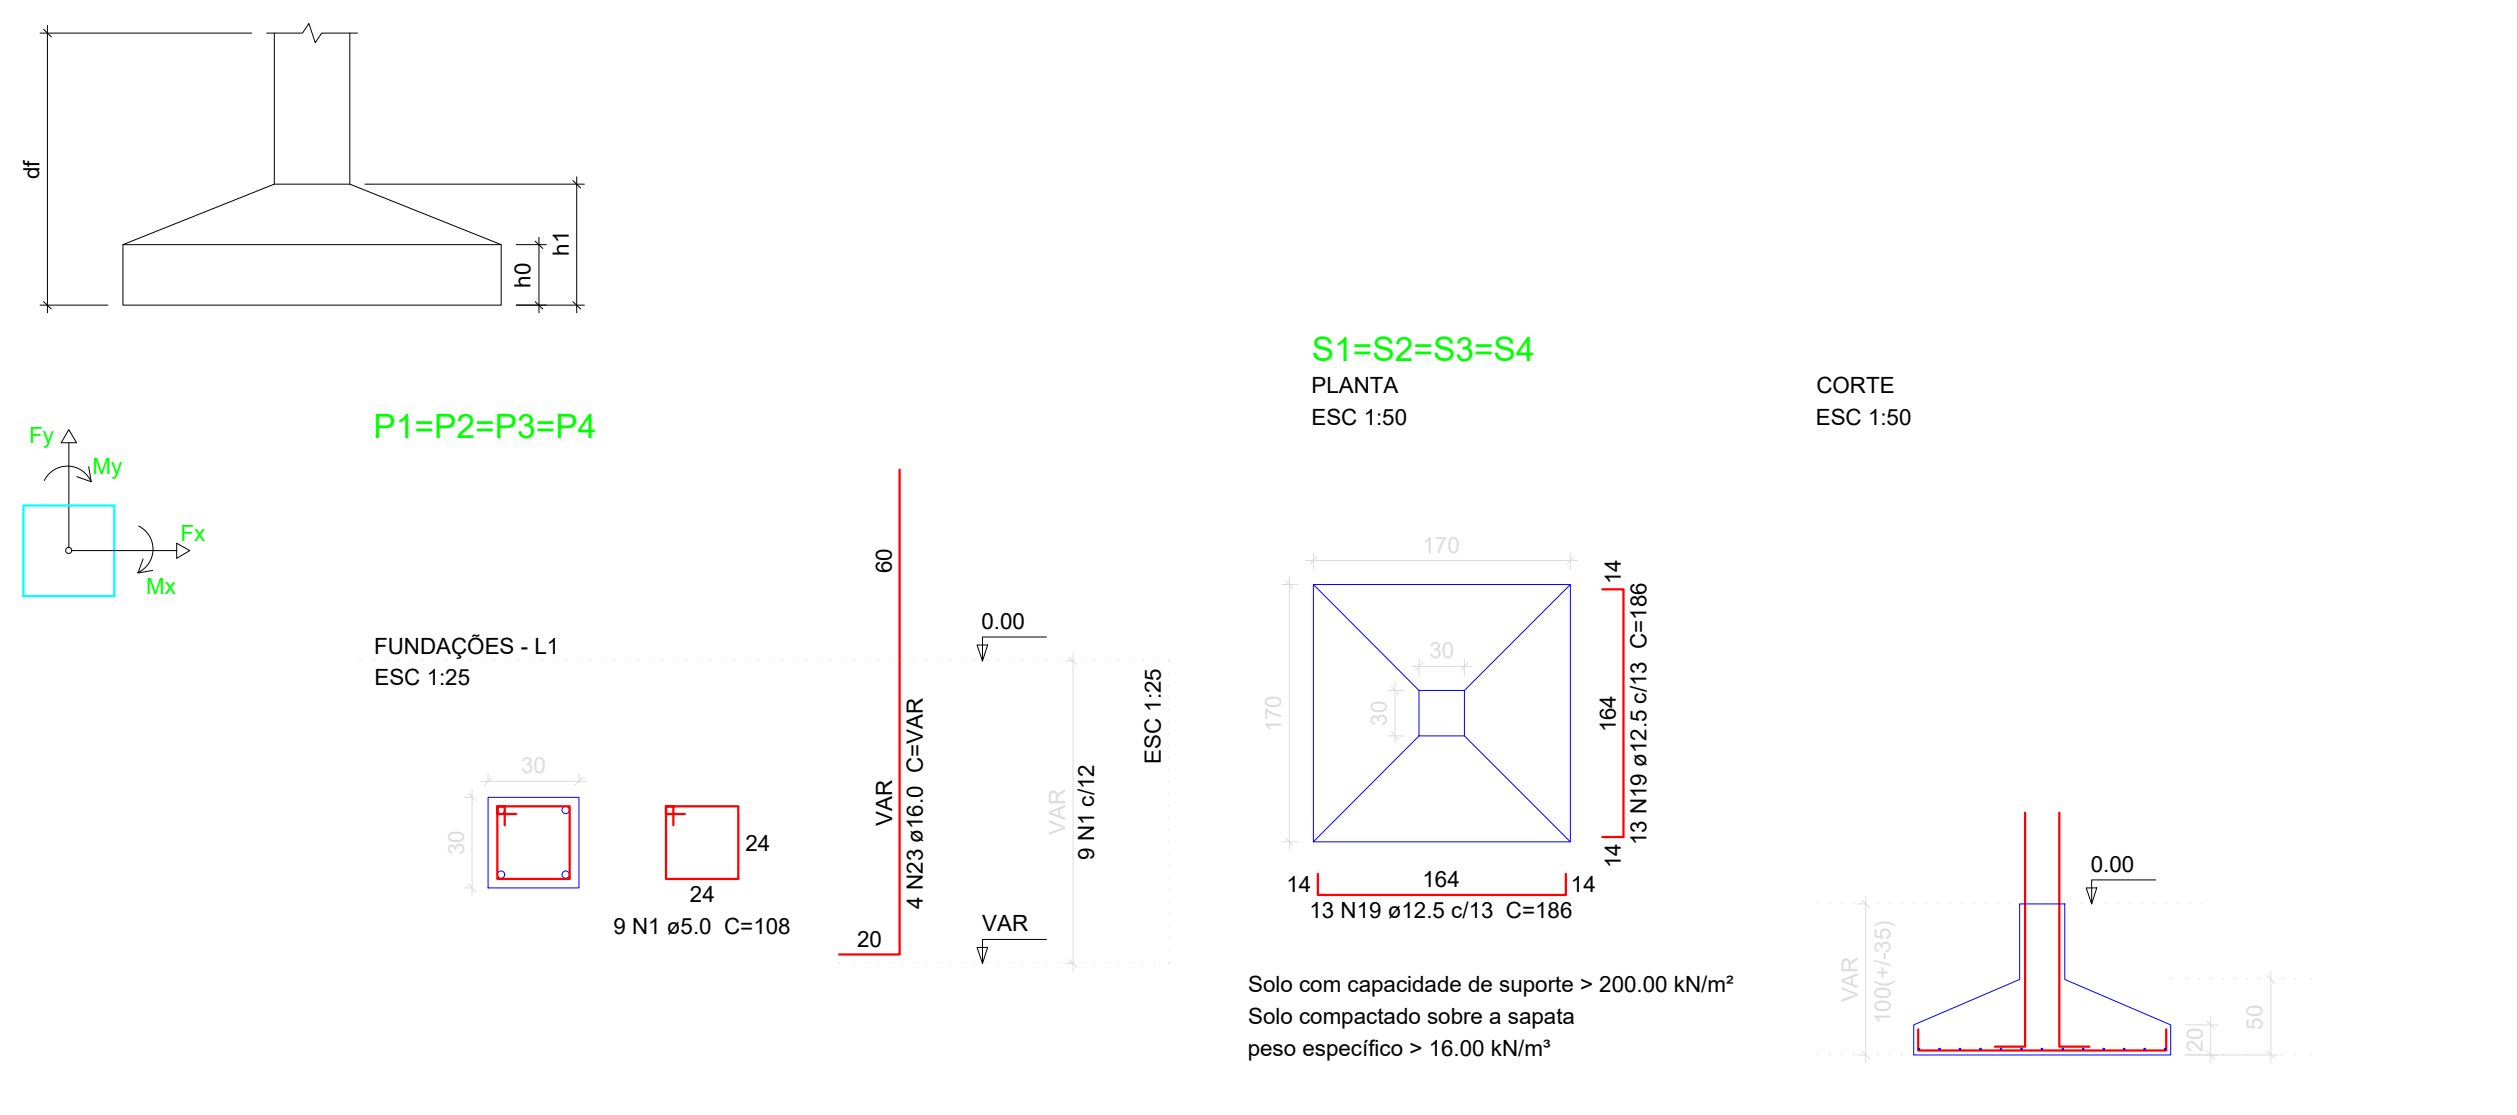 df
h1
h0
Fy
My
Fx
Mx
P1=P2=P3=P4
FUNDAÇÕES - L1
ESC 1:25
30
30
24
24
9 N1 ø5.0  C=108
60
VAR
4 N23 ø16.0  C=VAR
20
0.00
VAR
VAR
9 N1 c/12
ESC 1:25
S1=S2=S3=S4
PLANTA
ESC 1:50
170
170
30
30
14
164
14
13 N19 ø12.5 c/13  C=186
14
164
14
13 N19 ø12.5 c/13  C=186
Solo com capacidade de suporte > 200.00 kN/m²
Solo compactado sobre a sapata
peso específico > 16.00 kN/m³
CORTE
ESC 1:50
0.00
VAR
100(+/-35)
20
50